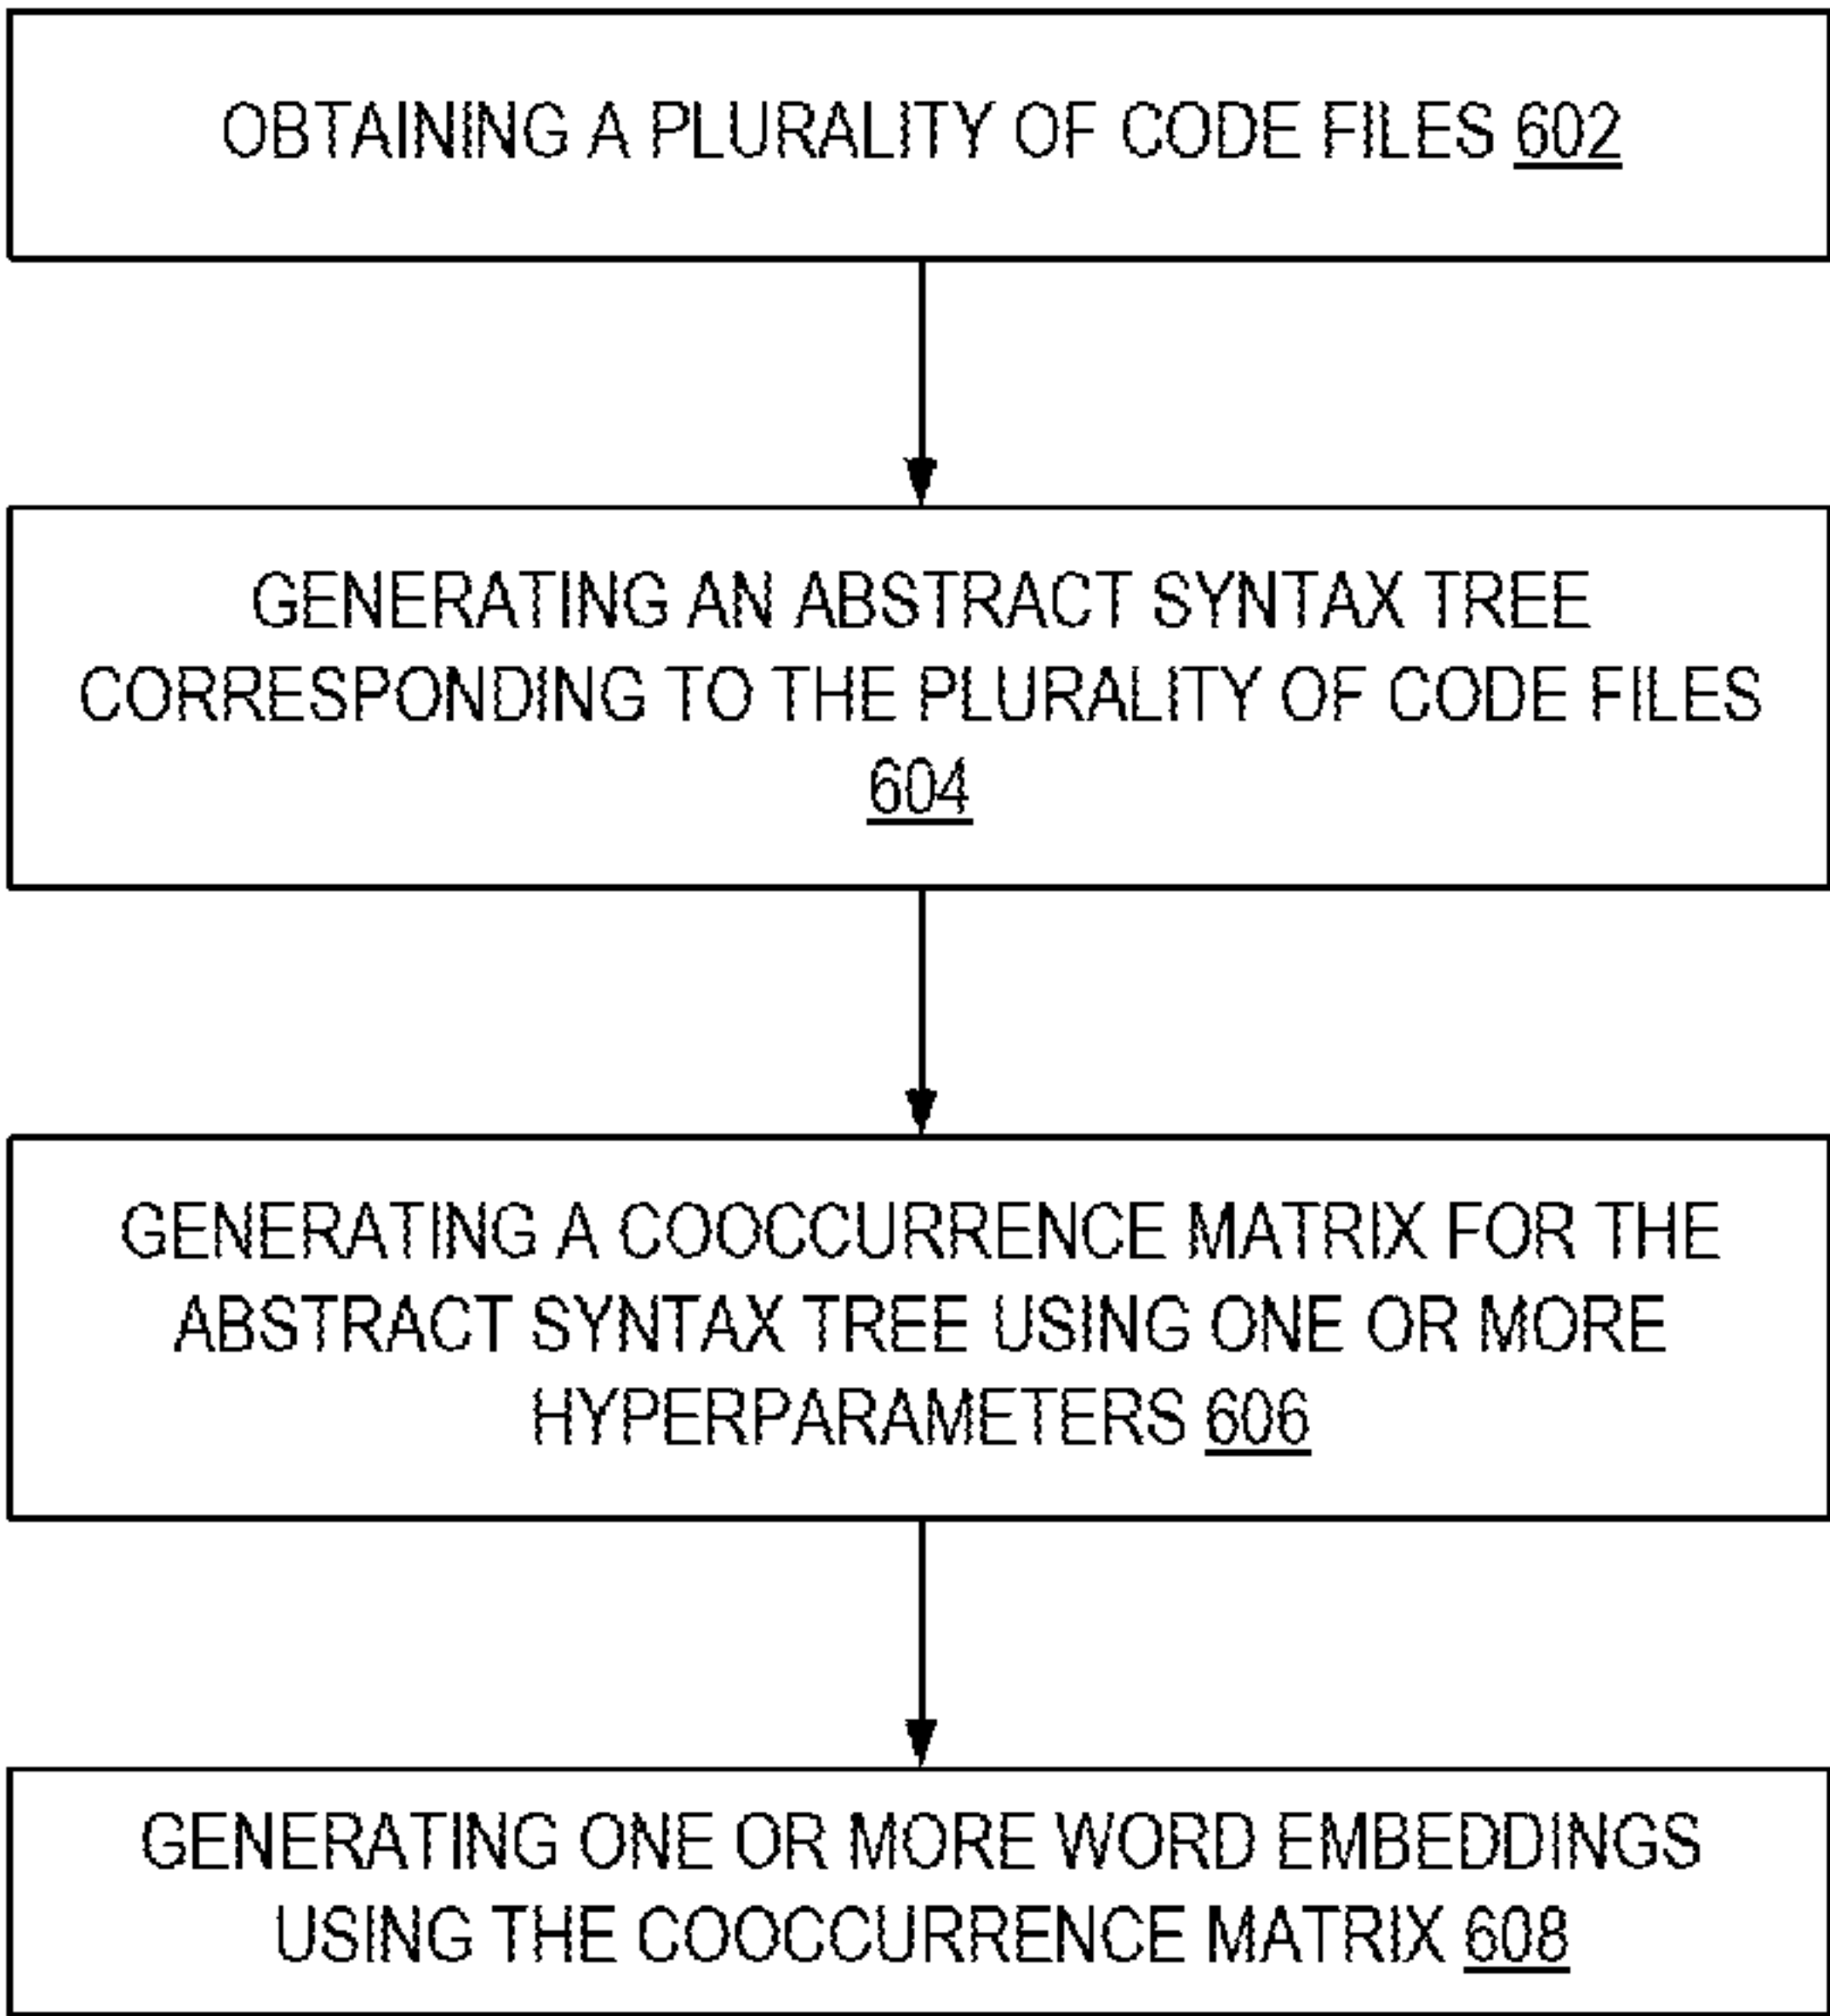 OBTAINING A PLURALITY OF CODE FILES 602
GENERATING AN ABSTRACT SYNTAX TREE
CORRESPONDING TO THE PLURALITY OF CODE FILES
604
GENERATING A COOCCURRENCE MATRIX FOR THE
ABSTRACT SYNTAX TREE USING ONE OR MORE
HYPERPARAMETERS 606
GENERATING ONE OR MORE WORD EMBEDDINGS
USING THE COOCCURRENCE MATRIX 608